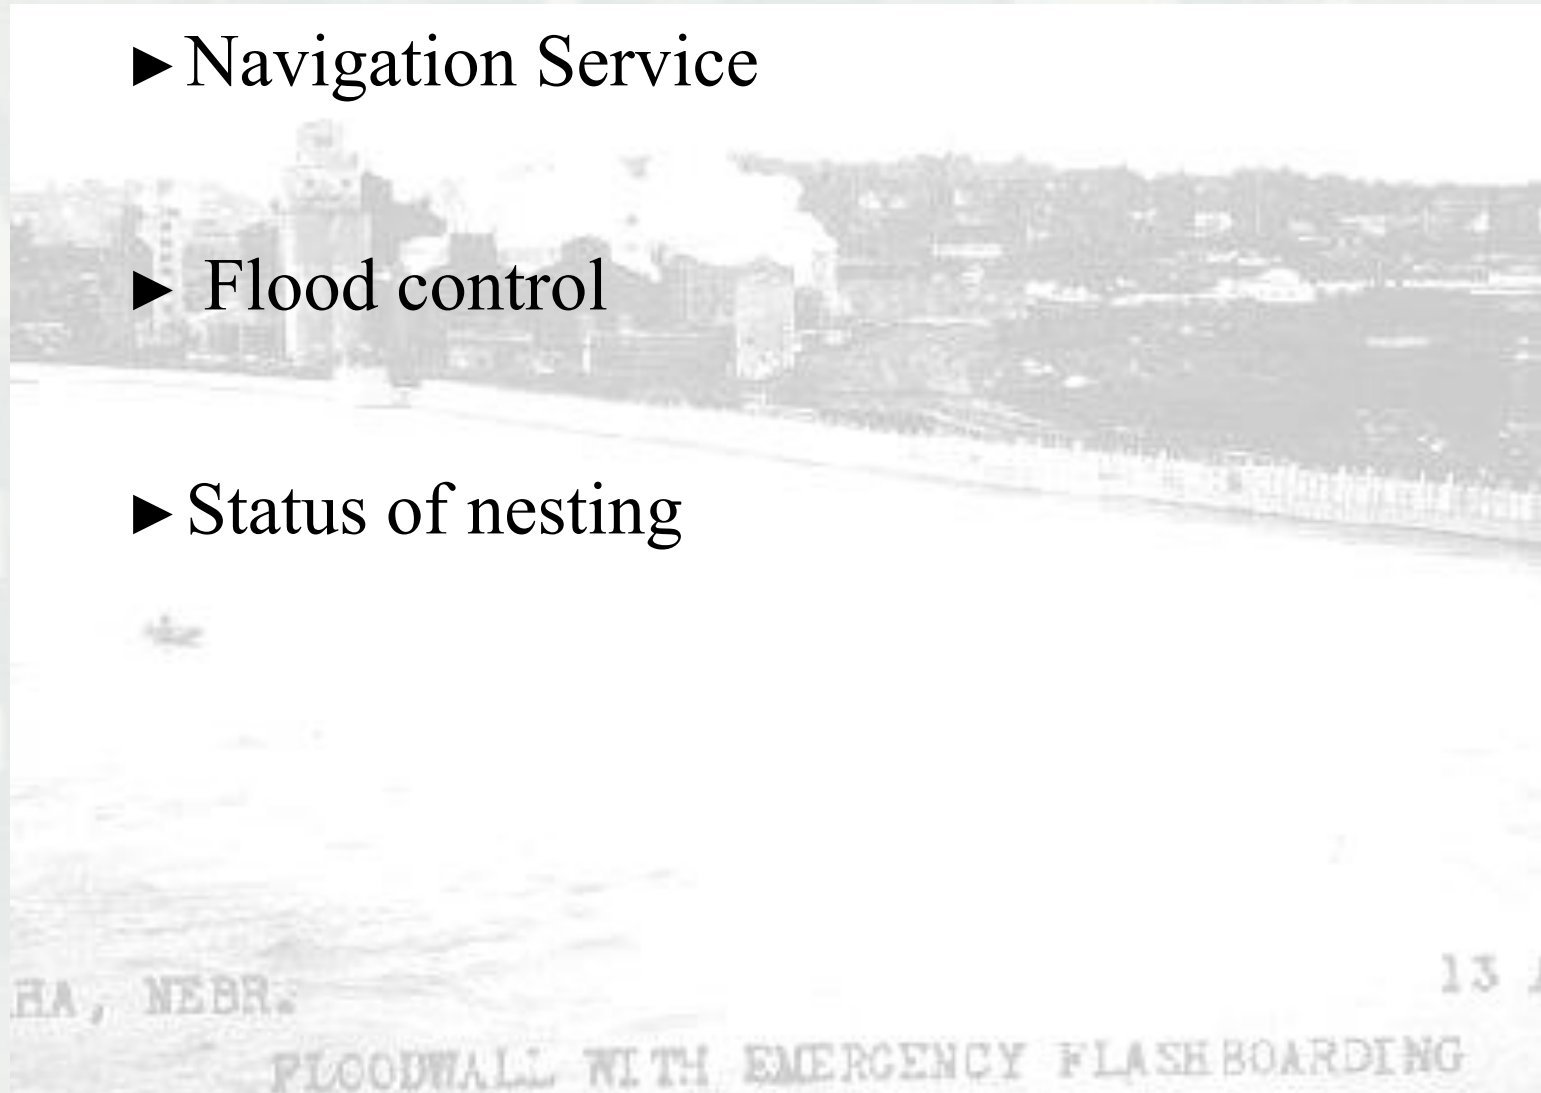 ►Navigation Service
► Flood control
►Status of nesting
HA, NEBR.
13
FLOODWALL WITH EMERGENCY FLASHBOARDING